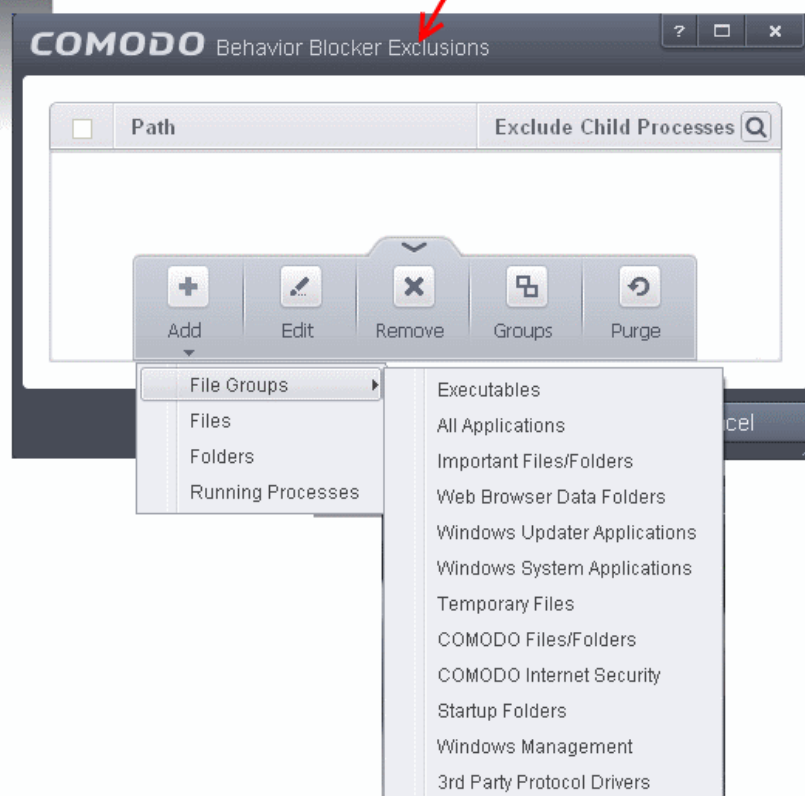 COMODO Behavior Blocker Exclusions
?
Path Exclude Child Processes
Add Edit Remove Groups Purge
File Groups
Files
Folders
Running Processes
Executables
All Applications
Important Files/Folders
Web Browser Data Folders
Windows Updater Applications
Windows System Applications
Temporary Files
COMODO Files/Folders
COMODO Internet Security
Startup Folders
Windows Management
3rd Party Protocol Drivers
cel